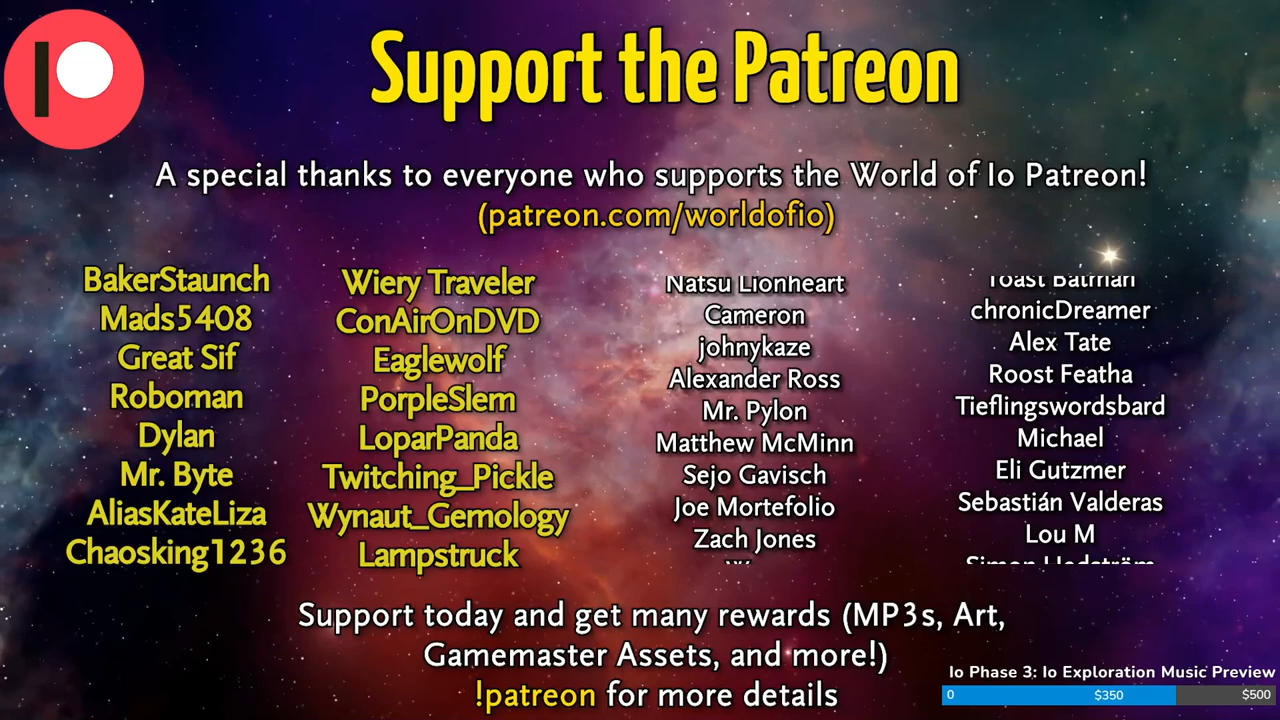 Support the Patreon
A special thanks to everyone who supports the World of Io Patreon!
(patreon.com/worldofio)
BakerStaunch
Mads5408
Great Sif
Roboman
Dylan
Mr. Byte
AliasKateLiza
Chaosking1236
Wiery Traveler
ConAirOnDVD
Eaglewolf
PorpleSlem
LoparPanda
Twitching_Pickle
Wynaut_Gemology
Lampstruck
Natsu Lionheart
Cameron
johnykaze
Alexander Ross
Mr. Pylon
Matthew McMinn
Sejo Gavisch
Joe Mortefolio
Zach Jones
Toast Batman
chronicDreamer
Alex Tate
Roost Featha
Tieflingswordsbard
Michael
Eli Gutzmer
Sebastián Valderas
Lou M
Simon Hedström
Support today and get many rewards (MP3s, Art,
Gamemaster Assets, and more!)
!patreon for more details
Io Phase 3: Io Exploration Music Preview
0 $350 $500